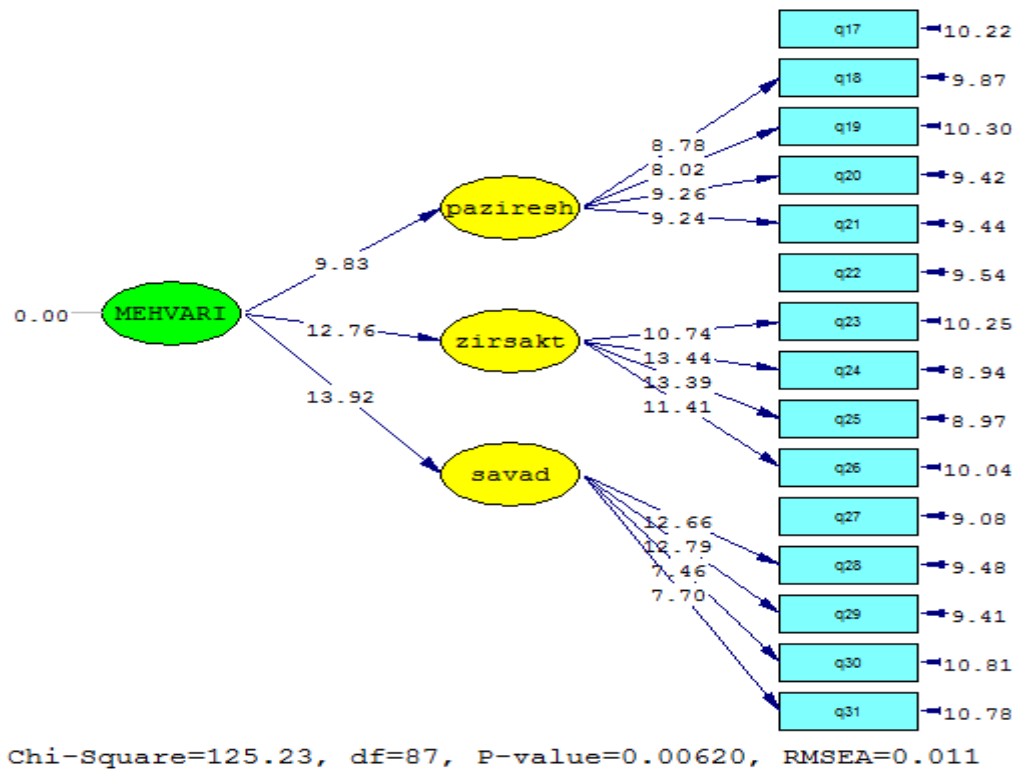 q17
10.22
q18
9.87
q19
10.30
8.78
8.02
q20
9.42
9.26
paziresh
9.24
q21
9.44
9.83
q22
9.54
0.00
MEHVARI
12.76
zirsakt
10.74
q23
10.25
13.44
q24
8.94
13.39
13.92
11.41
q25
8.97
q26
10.04
savad
12.66
q27
9.08
12.79
7.46
q28
9.48
7.70
q29
9.41
q30
10.81
q31
10.78
Chi-Square=125.23, df=87, P-value=0.00620, RMSEA=0.011